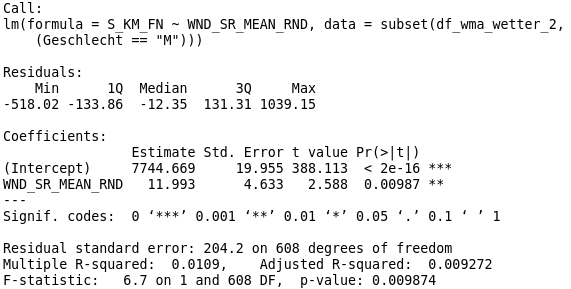 Call:
lm(formula = S_KM_FN ~ WND_SR_MEAN_RND, data = subset(df_wma_wetter_2,
    (Geschlecht == "M")))

Residuals:
    Min      1Q  Median      3Q     Max
-518.02 -133.86  -12.35  131.31 1039.15

Coefficients:
                Estimate Std. Error t value Pr(>|t|)
(Intercept)     7744.669     19.955 388.113  < 2e-16 ***
WND_SR_MEAN_RND   11.993      4.633   2.588  0.00987 **
---
Signif. codes:  0 ‘***’ 0.001 ‘**’ 0.01 ‘*’ 0.05 ‘.’ 0.1 ‘ ’ 1

Residual standard error: 204.2 on 608 degrees of freedom
Multiple R-squared:  0.0109,    Adjusted R-squared:  0.009272
F-statistic:   6.7 on 1 and 608 DF,  p-value: 0.009874